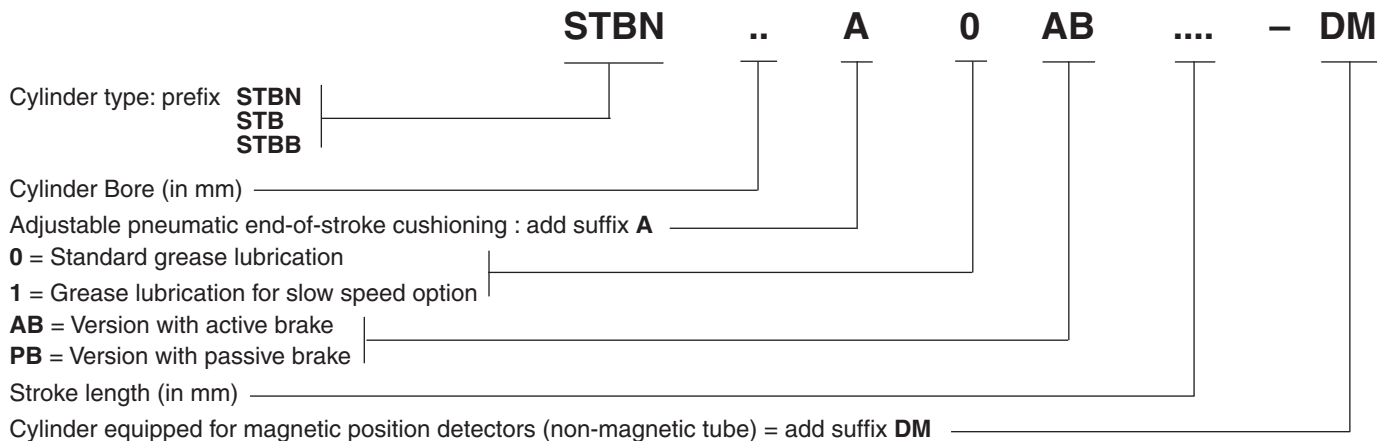 STBN .. A 0 AB .... – DM
Cylinder type: prefix STBN
STB
STBB
Cylinder Bore (in mm)
Adjustable pneumatic end-of-stroke cushioning : add suffix A
0 = Standard grease lubrication
1 = Grease lubrication for slow speed option
AB = Version with active brake
PB = Version with passive brake
Stroke length (in mm)
Cylinder equipped for magnetic position detectors (non-magnetic tube) = add suffix DM